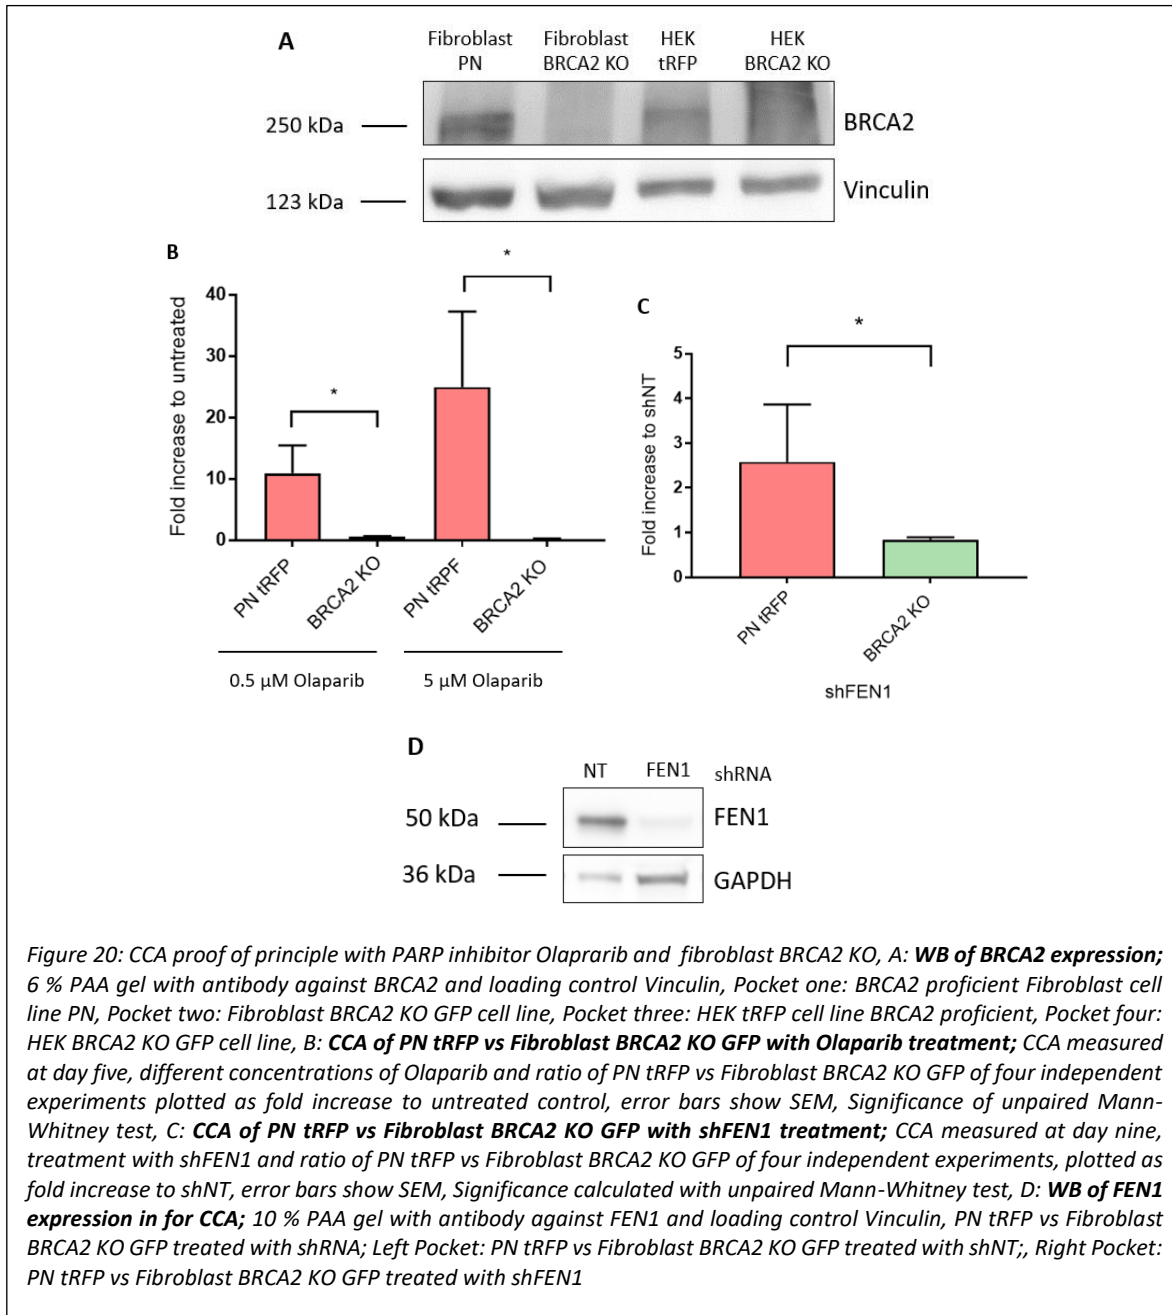 A
Fibroblast PN
Fibroblast BRCA2 KO
HEK tRFP
HEK BRCA2 KO
250 kDa
BRCA2
123 kDa
Vinculin
B
Fold increase to untreated
40
30
20
10
0
*
*
PN tRFP
BRCA2 KO
PN tRPF
BRCA2 KO
0.5 µM Olaparib
5 µM Olaparib
C
Fold increase to shNT
5
4
3
2
1
0
*
PN tRFP
BRCA2 KO
shFEN1
D
NT FEN1 shRNA
50 kDa
FEN1
36 kDa
GAPDH
Figure 20: CCA proof of principle with PARP inhibitor Olaprarib and fibroblast BRCA2 KO, A: WB of BRCA2 expression;
6 % PAA gel with antibody against BRCA2 and loading control Vinculin, Pocket one: BRCA2 proficient Fibroblast cell
line PN, Pocket two: Fibroblast BRCA2 KO GFP cell line, Pocket three: HEK tRFP cell line BRCA2 proficient, Pocket four:
HEK BRCA2 KO GFP cell line, B: CCA of PN tRFP vs Fibroblast BRCA2 KO GFP with Olaparib treatment; CCA measured
at day five, different concentrations of Olaparib and ratio of PN tRFP vs Fibroblast BRCA2 KO GFP of four independent
experiments plotted as fold increase to untreated control, error bars show SEM, Significance of unpaired Mann-
Whitney test, C: CCA of PN tRFP vs Fibroblast BRCA2 KO GFP with shFEN1 treatment; CCA measured at day nine,
treatment with shFEN1 and ratio of PN tRFP vs Fibroblast BRCA2 KO GFP of four independent experiments, plotted as
fold increase to shNT, error bars show SEM, Significance calculated with unpaired Mann-Whitney test, D: WB of FEN1
expression in for CCA; 10 % PAA gel with antibody against FEN1 and loading control Vinculin, PN tRFP vs Fibroblast
BRCA2 KO GFP treated with shRNA; Left Pocket: PN tRFP vs Fibroblast BRCA2 KO GFP treated with shNT;, Right Pocket:
PN tRFP vs Fibroblast BRCA2 KO GFP treated with shFEN1